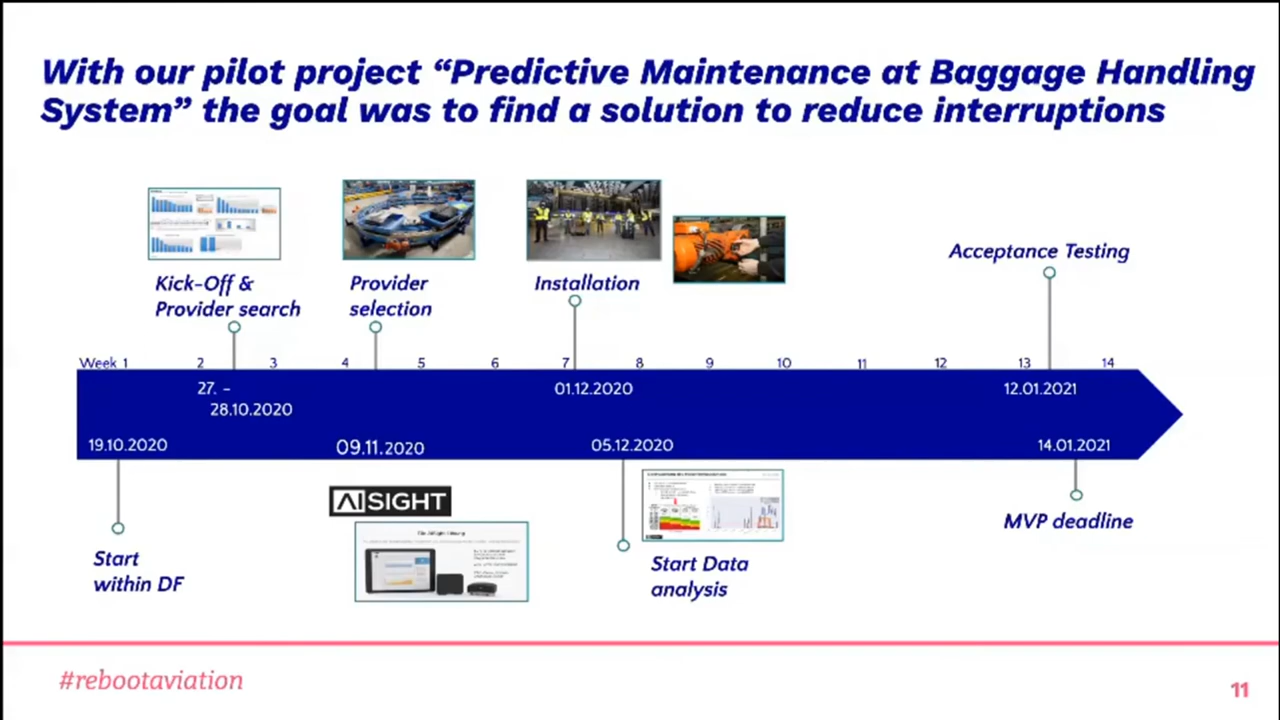 With our pilot project “Predictive Maintenance at Baggage Handling
System” the goal was to find a solution to reduce interruptions
Kick-Off &
Provider search
Provider
selection
Installation
Acceptance Testing
Week 1 2 3 4 5 6 7 8 9 10 11 12 13 14
27. –
28.10.2020
01.12.2020
12.01.2021
19.10.2020
09.11.2020
05.12.2020
14.01.2021
AISIGHT
Start
within DF
Start Data
analysis
MVP deadline
#rebootaviation
11